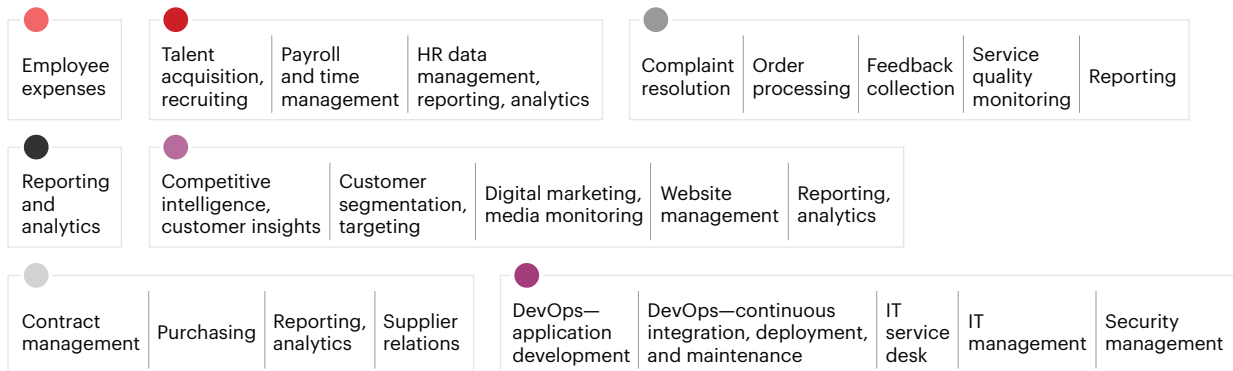 Employee
expenses
Talent
acquisition,
recruiting
Payroll
and time
management
HR data
management,
reporting, analytics
Complaint
resolution
Order
processing
Feedback
collection
Service
quality
monitoring
Reporting
Reporting
and
analytics
Competitive
intelligence,
customer insights
Customer
segmentation,
targeting
Digital marketing,
media monitoring
Website
management
Reporting,
analytics
Contract
management
Purchasing
Reporting,
analytics
Supplier
relations
DevOps—
application
development
DevOps—continuous
integration, deployment,
and maintenance
IT
service
desk
IT
management
Security
management